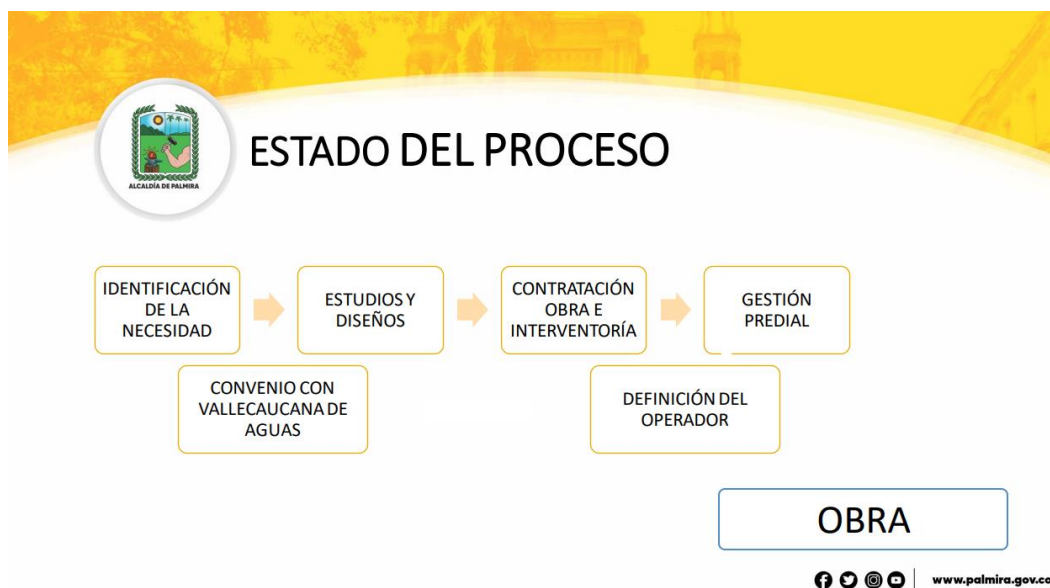 ALCALDÍA DE PALMIRA
ESTADO DEL PROCESO
IDENTIFICACIÓN
DE LA
NECESIDAD
ESTUDIOS Y
DISEÑOS
CONTRATACIÓN
OBRA E
INTERVENTORÍA
GESTIÓN
PREDIAL
CONVENIO CON
VALLECAUCANA DE
AGUAS
DEFINICIÓN DEL
OPERADOR
OBRA
www.palmira.gov.co